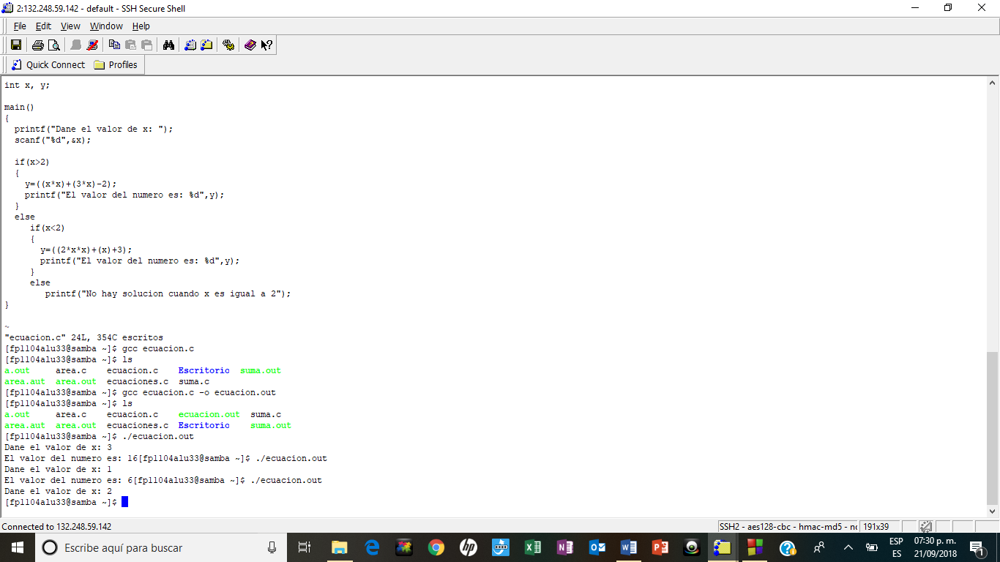 2:132.248.59.142 - default - SSH Secure Shell
File Edit View Window Help
Quick Connect Profiles
int x, y;
main()
{
printf("Dane el valor de x: ");
scanf("%d",&x);
if(x>2)
{
y=((x*x)+(3*x)-2);
printf("El valor del numero es: %d",y);
}
else
if(x<2)
{
y=((2*x*x)+(x)+3);
printf("El valor del numero es: %d",y);
}
else
printf("No hay solucion cuando x es igual a 2");
}
~
"ecuacion.c" 24L, 354C escritos
[fp1104alu33@samba ~]$ gcc ecuacion.c
[fp1104alu33@samba ~]$ ls
a.out area.c ecuacion.c Escritorio suma.out
area.aut area.out ecuaciones.c suma.c
[fp1104alu33@samba ~]$ gcc ecuacion.c -o ecuacion.out
[fp1104alu33@samba ~]$ ls
a.out area.c ecuacion.c ecuacion.out suma.c
area.aut area.out ecuaciones.c Escritorio suma.out
[fp1104alu33@samba ~]$ ./ecuacion.out
Dane el valor de x: 3
El valor del numero es: 16[fp1104alu33@samba ~]$ ./ecuacion.out
Dane el valor de x: 1
El valor del numero es: 6[fp1104alu33@samba ~]$ ./ecuacion.out
Dane el valor de x: 2
[fp1104alu33@samba ~]$
Connected to 132.248.59.142 SSH2 - aes128-cbc - hmac-md5 - nc 191x39
Escribe aquí para buscar
ESP 07:30 p. m.
ES 21/09/2018
1